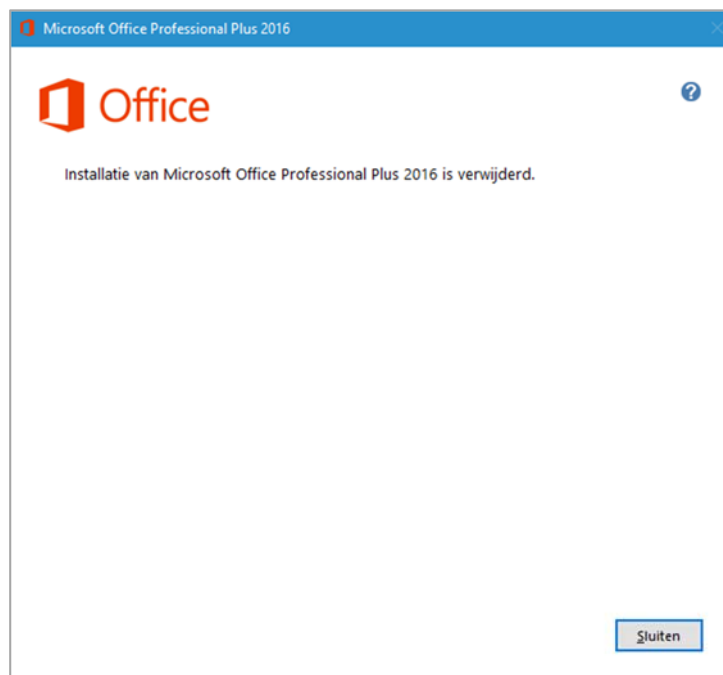 Microsoft Office Professional Plus 2016
Office
?
Installatie van Microsoft Office Professional Plus 2016 is verwijderd.
Sluiten